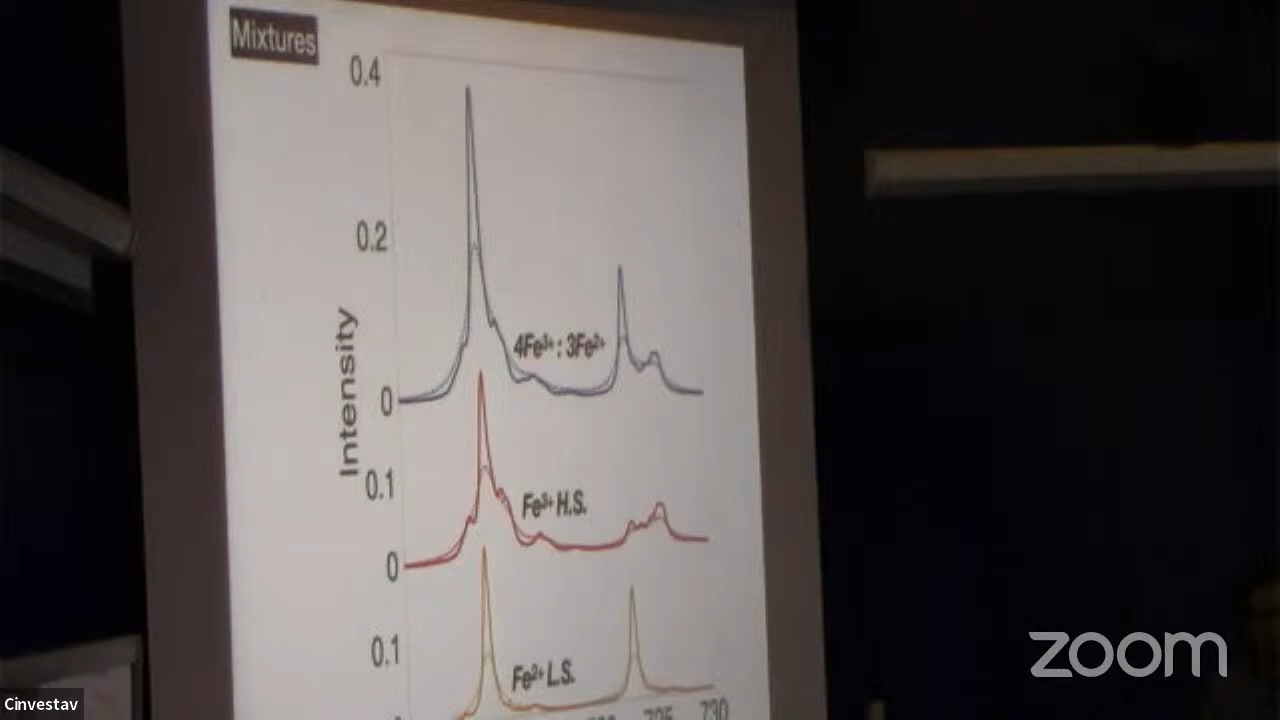 Mixtures
0.4
0.2
Intensity
4Fe³⁺ : 3Fe²⁺
0
0.1
Fe³⁺ H.S.
0
0.1
Fe²⁺ L.S.
725
730
zoom
Cinvestav